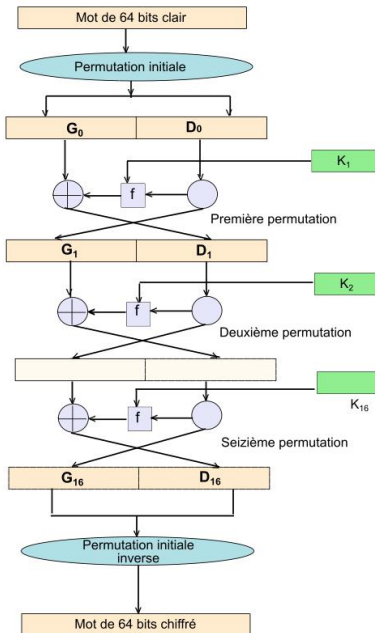 Mot de 64 bits clair
Permutation initiale
G₀ D₀
K₁
f
Première permutation
G₁ D₁
K₂
f
Deuxième permutation
f
K₁₆
Seizième permutation
G₁₆ D₁₆
Permutation initiale
inverse
Mot de 64 bits chiffré